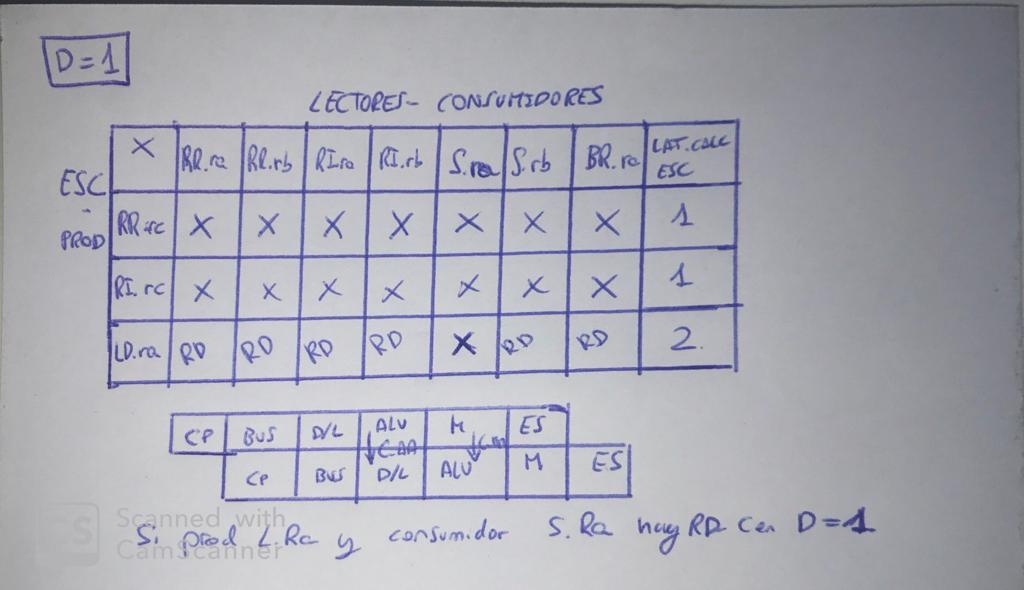 D=1
LECTORES- CONSUMIDORES
ESC - PROD
X RR.ra RR.rb RI.ra RI.rb S.ra S.rb BR.ra LAT.CALC ESC
RR.rc X X X X X X X 1
RI.rc X X X X X X X 1
LD.ra RD RD RD RD X RD RD 2.
CP BUS D/L ALU M ES
CP BUS D/L ALU M ES
Si prod L.Ra y consumidor S.Ra hay RD Cen D=1
Scanned with
CamScanner
CS